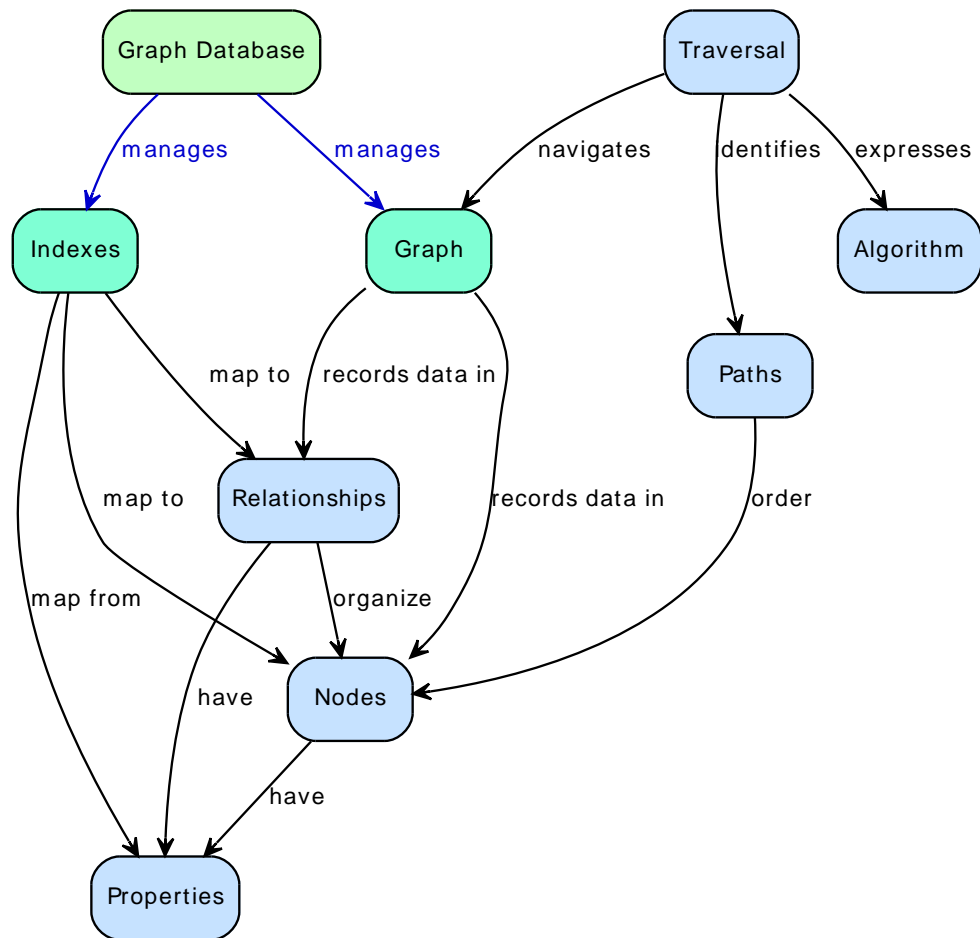 Graph Database
Traversal
manages
manages
navigates
dentifies
expresses
Indexes
Graph
Algorithm
map to
records data in
Paths
map to
Relationships
records data in
order
map from
organize
have
Nodes
have
Properties